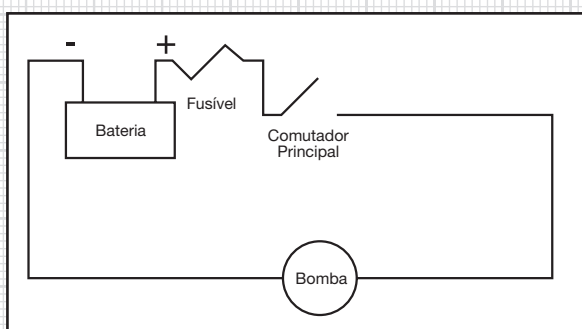 - +
Fusível
Bateria
Comutador
Principal
Bomba